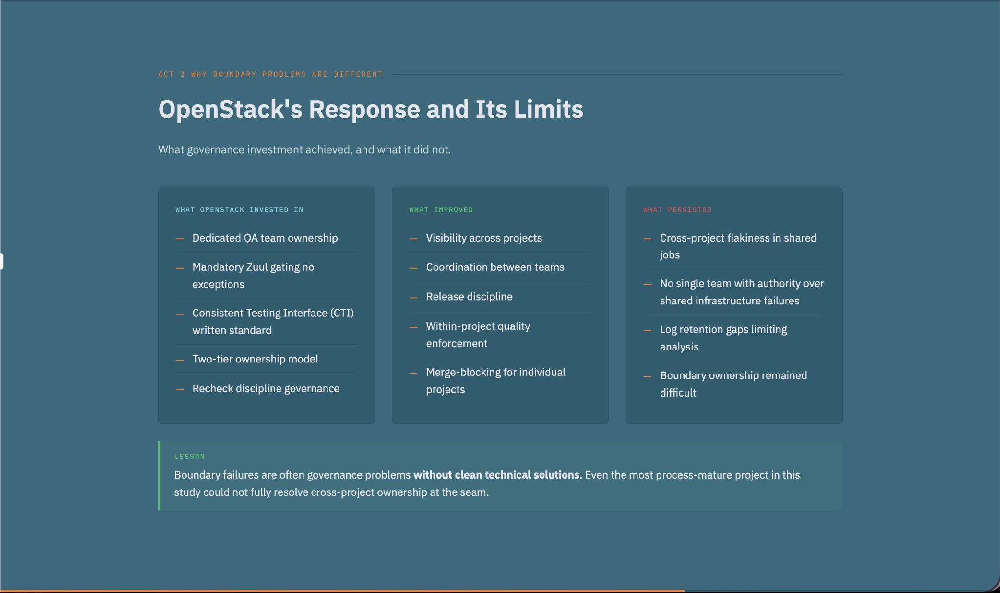 ACT 2 WHY BOUNDARY PROBLEMS ARE DIFFERENT
OpenStack's Response and Its Limits
What governance investment achieved, and what it did not.
WHAT OPENSTACK INVESTED IN
— Dedicated QA team ownership
— Mandatory Zuul gating no
exceptions
— Consistent Testing Interface (CTI)
written standard
— Two-tier ownership model
— Recheck discipline governance
WHAT IMPROVED
— Visibility across projects
— Coordination between teams
— Release discipline
— Within-project quality
enforcement
— Merge-blocking for individual
projects
WHAT PERSISTED
— Cross-project flakiness in shared
jobs
— No single team with authority over
shared infrastructure failures
— Log retention gaps limiting
analysis
— Boundary ownership remained
difficult
LESSON
Boundary failures are often governance problems without clean technical solutions. Even the most process-mature project in this
study could not fully resolve cross-project ownership at the seam.